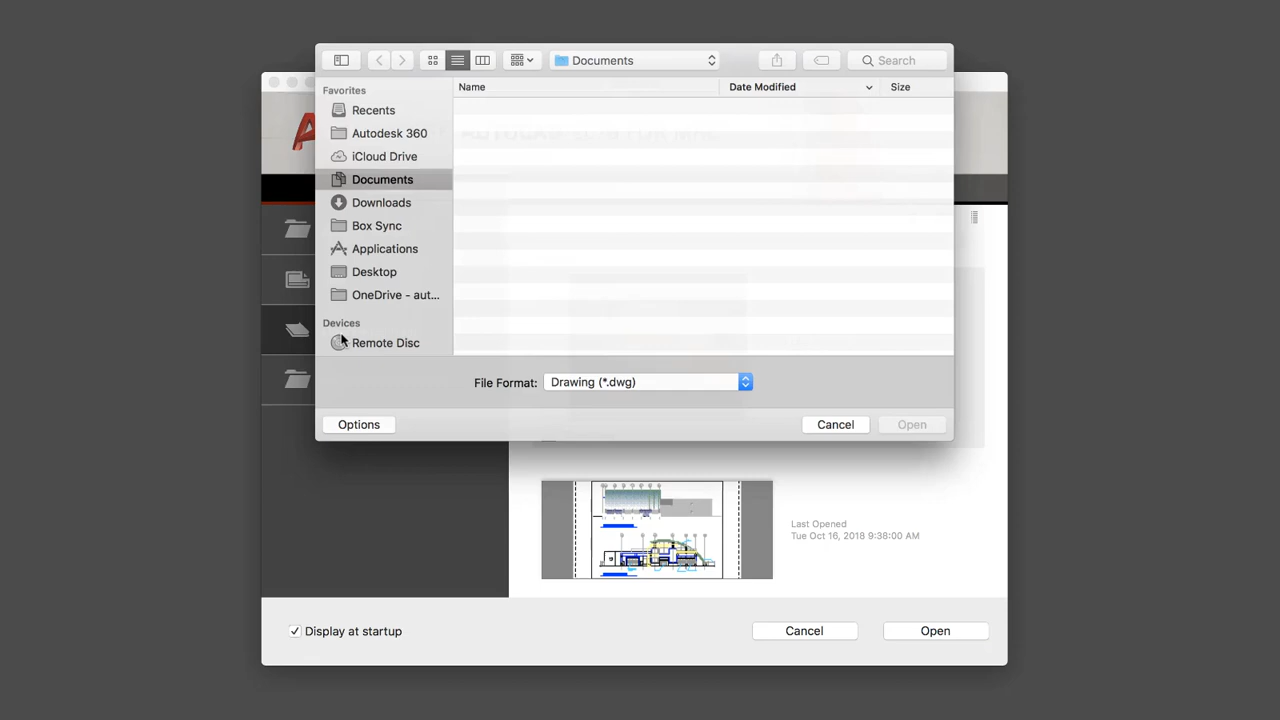 Documents
Search
Favorites
Recents
Autodesk 360
iCloud Drive
Documents
Downloads
Box Sync
Applications
Desktop
OneDrive - aut...
Devices
Remote Disc
Name
Date Modified
Size
File Format:
Drawing (*.dwg)
Options
Cancel
Open
Last Opened
Tue Oct 16, 2018 9:38:00 AM
Display at startup
Cancel
Open